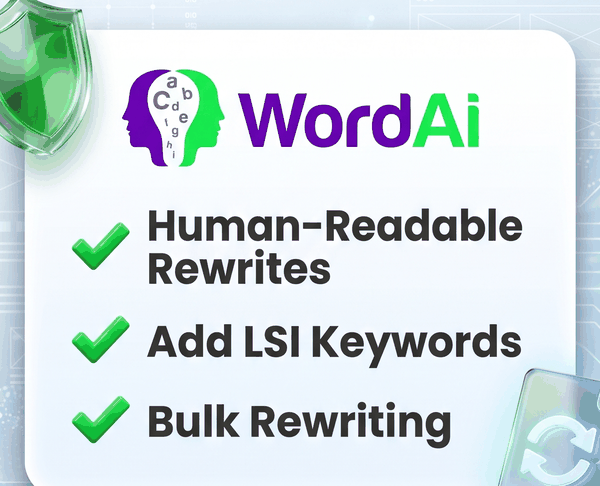 C a b d e f g h i
WordAi
Human-Readable
Rewrites
Add LSI Keywords
Bulk Rewriting